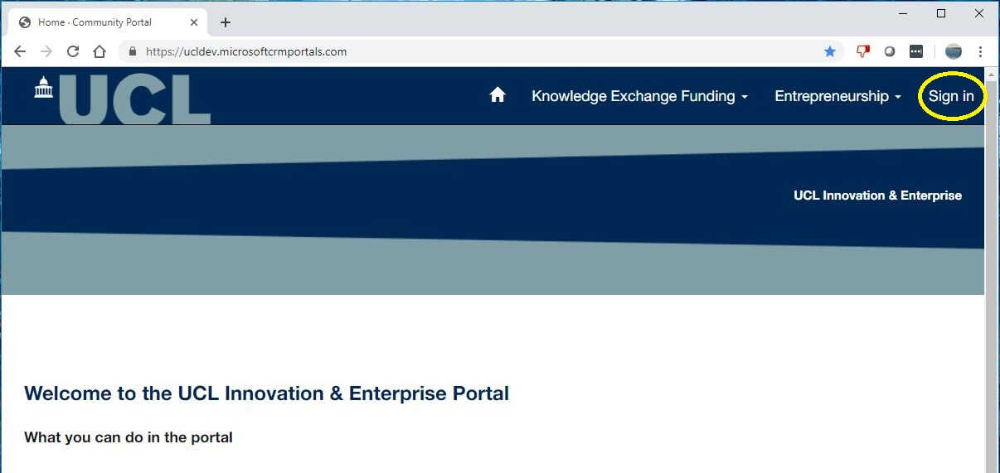 Home · Community Portal
https://ucldev.microsoftcrmportals.com
UCL
Knowledge Exchange Funding
Entrepreneurship
Sign in
UCL Innovation & Enterprise
Welcome to the UCL Innovation & Enterprise Portal
What you can do in the portal